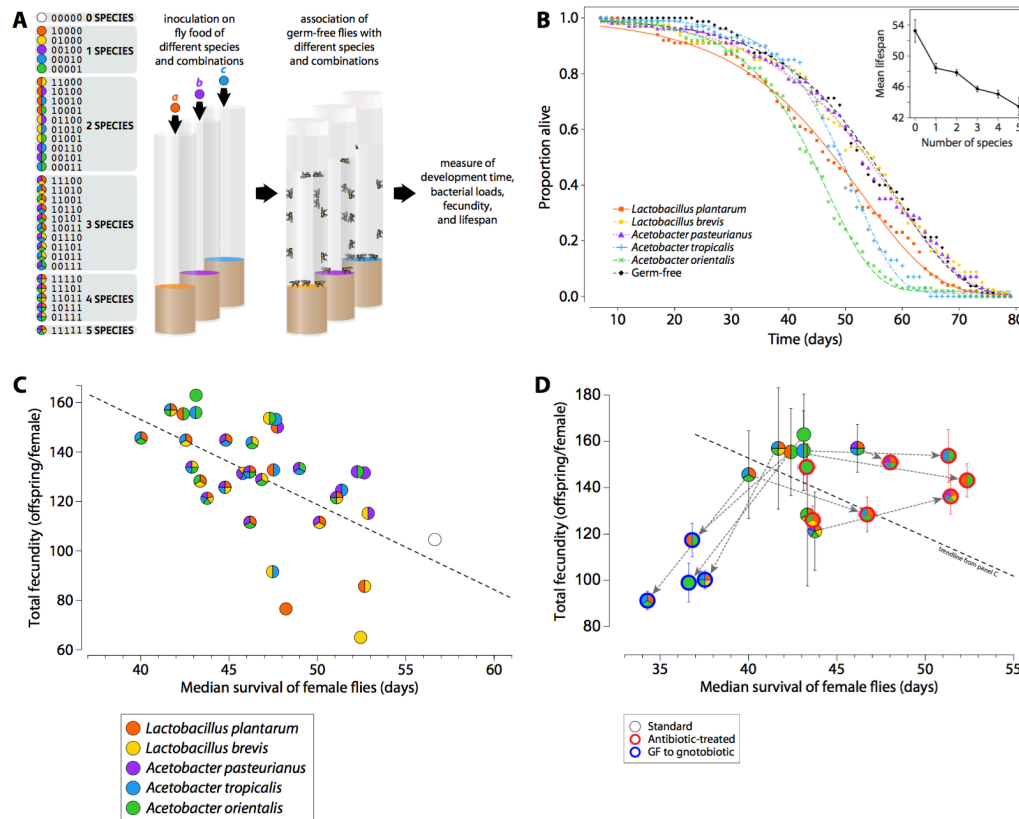 A
00000 0 SPECIES
10000
01000
00100 1 SPECIES
00010
00001
11000
10100
10010
10001
01100 2 SPECIES
01010
01001
00110
00101
00011
11100
11010
11001
10110
10101 3 SPECIES
10011
01110
01101
01011
00111
11110
11101
11011 4 SPECIES
10111
01111
11111 5 SPECIES
inoculation on
fly food of
different species
and combinations
a
b
c
association of
germ-free flies with
different species
and combinations
measure of
development time,
bacterial loads,
fecundity,
and lifespan
B
Proportion alive
1.0
0.8
0.6
0.4
0.2
0.0
Lactobacillus plantarum
Lactobacillus brevis
Acetobacter pasteurianus
Acetobacter tropicalis
Acetobacter orientalis
Germ-free
10 20 30 40 50 60 70 80
Time (days)
Mean lifespan
54
50
46
42
0 1 2 3 4 5
Number of species
C
Total fecundity (offspring/female)
160
140
120
100
80
60
40 45 50 55 60
Median survival of female flies (days)
Lactobacillus plantarum
Lactobacillus brevis
Acetobacter pasteurianus
Acetobacter tropicalis
Acetobacter orientalis
D
Total fecundity (offspring/female)
180
160
140
120
100
80
trendline from panel C
35 40 45 50 55
Median survival of female flies (days)
Standard
Antibiotic-treated
GF to gnotobiotic